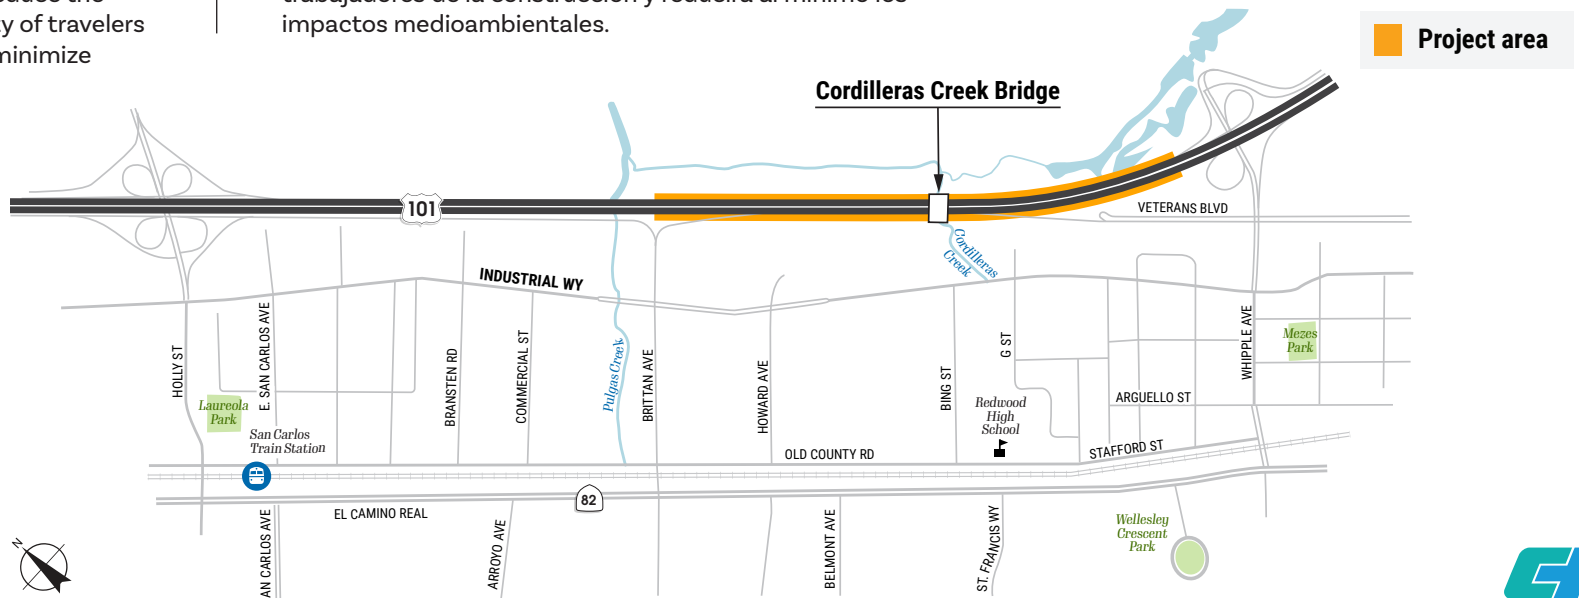 ty of travelers
minimize
impactos medioambientales.
Project area
Cordilleras Creek Bridge
101
VETERANS BLVD
Cordilleras
Creek
INDUSTRIAL WY
HOLLY ST
E. SAN CARLOS AVE
BRANSTEN RD
COMMERCIAL ST
Pulgas Creek
BRITTAN AVE
HOWARD AVE
BING ST
G ST
WHIPPLE AVE
Mezes
Park
Laureola
Park
San Carlos
Train Station
Redwood
High
School
ARGUELLO ST
OLD COUNTY RD
STAFFORD ST
82
EL CAMINO REAL
AN CARLOS AVE
ARROYO AVE
BELMONT AVE
ST. FRANCIS WY
Wellesley
Crescent
Park
N